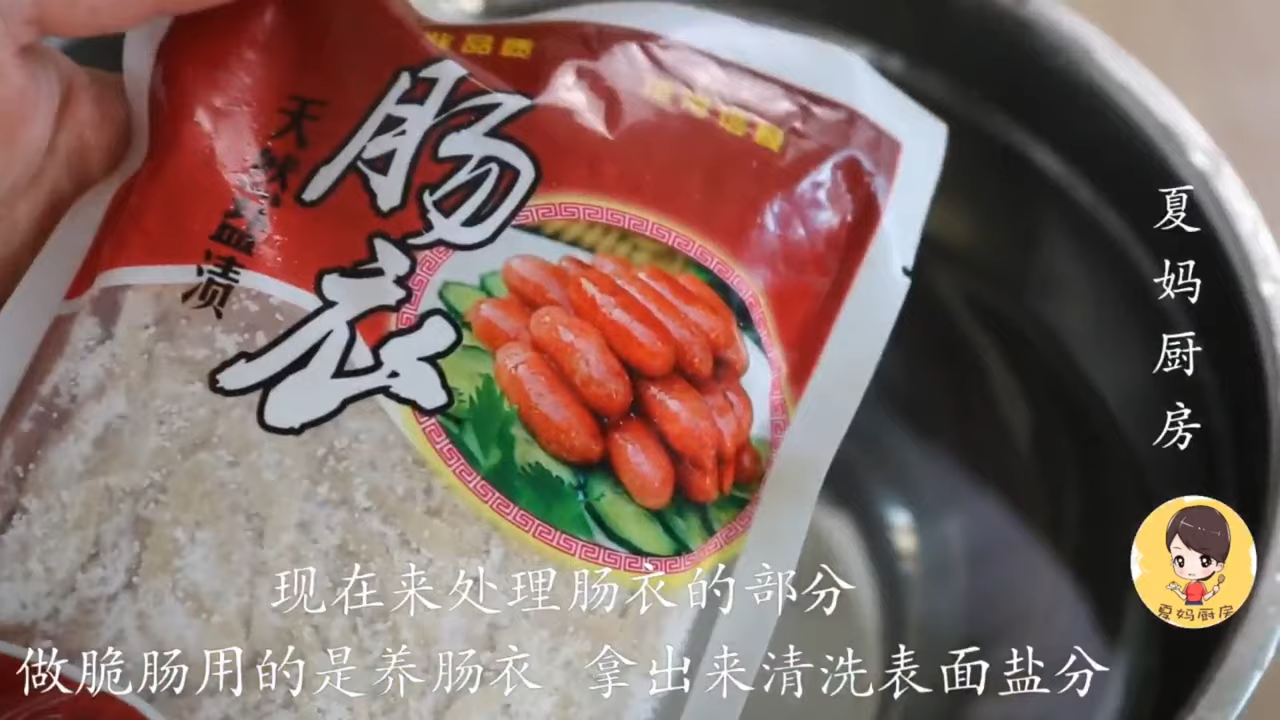 品质
肠衣
天然盐渍
夏妈厨房
夏妈厨房
现在来处理肠衣的部分
做脆肠用的是养肠衣 拿出来清洗表面盐分